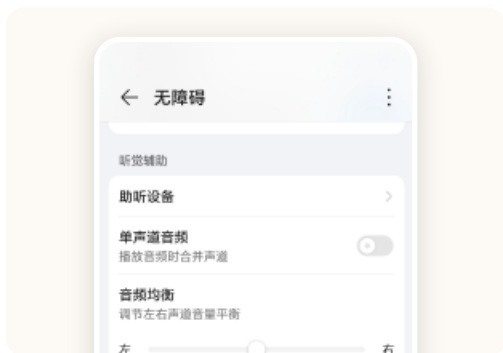 无障碍
听觉辅助
助听设备
单声道音频
播放音频时合并声道
音频均衡
调节左右声道音量平衡
左 右